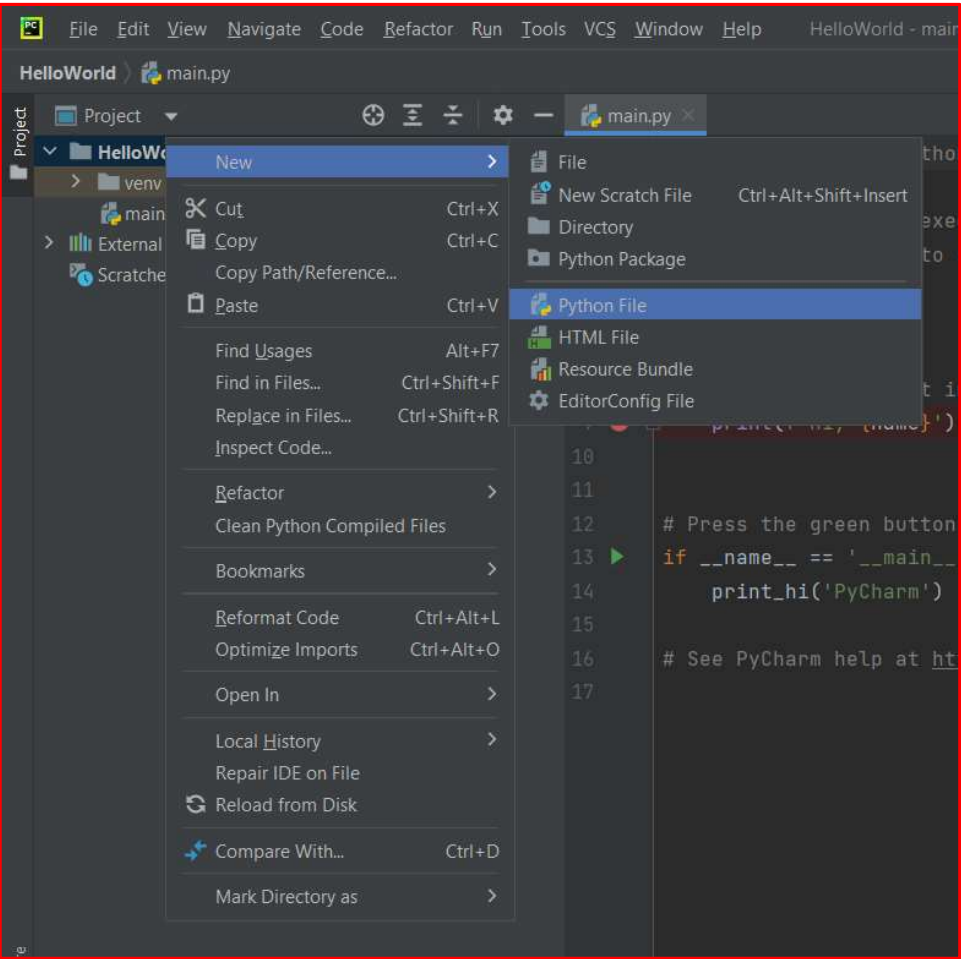 PC File Edit View Navigate Code Refactor Run Tools VCS Window Help HelloWorld - main
HelloWorld main.py
Project
Project
main.py
HelloWo
venv
main
External
Scratche
New
Cut Ctrl+X
Copy Ctrl+C
Copy Path/Reference...
Paste Ctrl+V
Find Usages Alt+F7
Find in Files... Ctrl+Shift+F
Replace in Files... Ctrl+Shift+R
Inspect Code...
Refactor
Clean Python Compiled Files
Bookmarks
Reformat Code Ctrl+Alt+L
Optimize Imports Ctrl+Alt+O
Open In
Local History
Repair IDE on File
Reload from Disk
Compare With... Ctrl+D
Mark Directory as
File
New Scratch File Ctrl+Alt+Shift+Insert
Directory
Python Package
Python File
HTML File
Resource Bundle
EditorConfig File
tho
exe
to
t i
{name}')
10
11
12 # Press the green button
13 if __name__ == '__main__
14 print_hi('PyCharm')
15
16 # See PyCharm help at ht
17